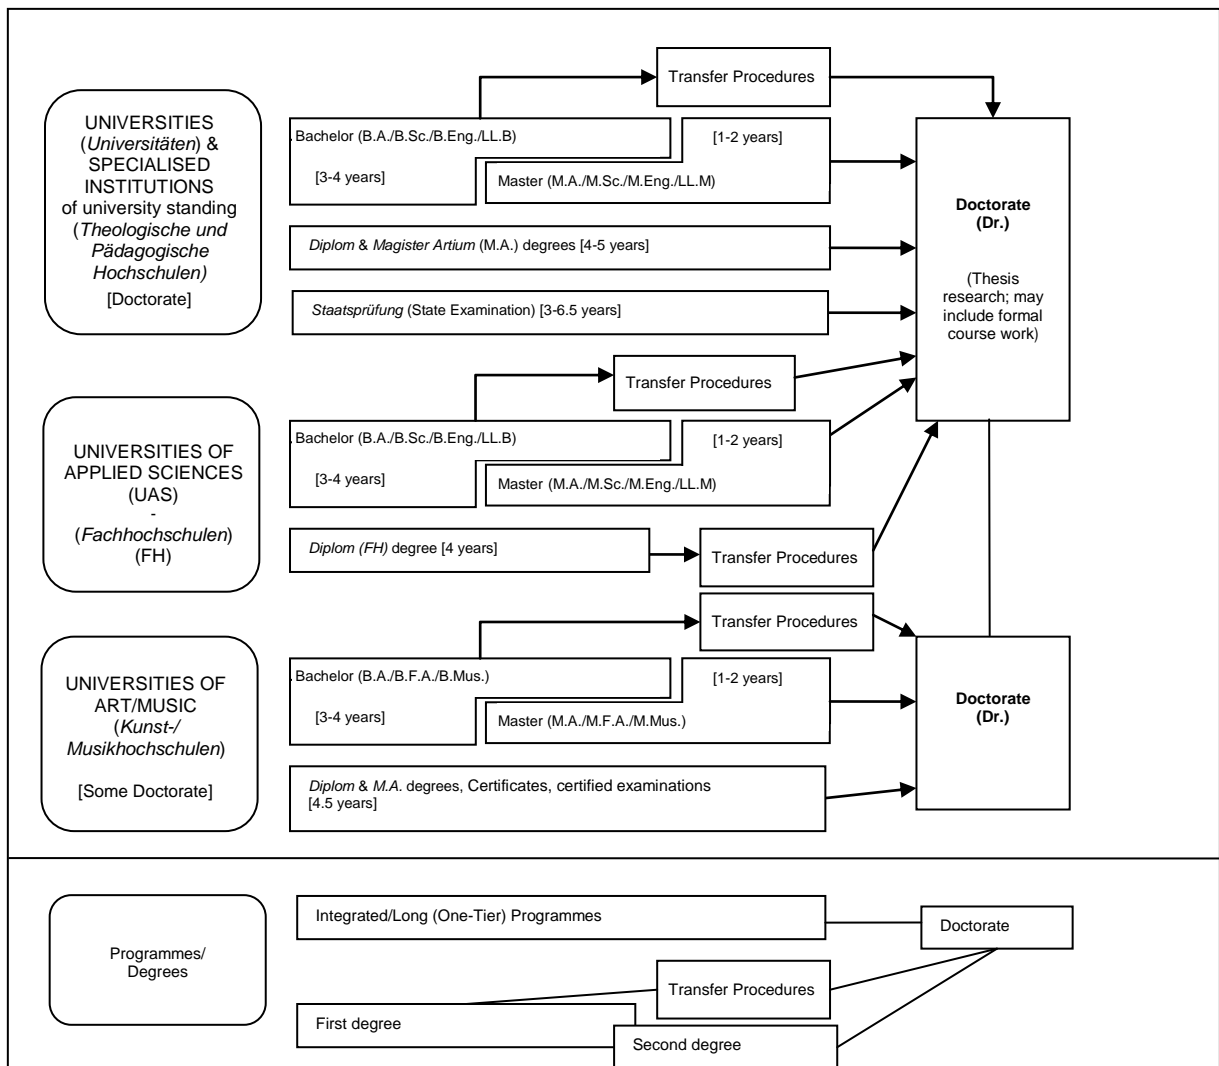 Transfer Procedures
UNIVERSITIES
(Universitäten) &
SPECIALISED
INSTITUTIONS
of university standing
(Theologische und
Pädagogische
Hochschulen)
[Doctorate]
Bachelor (B.A./B.Sc./B.Eng./LL.B)
[3-4 years]
[1-2 years]
Master (M.A./M.Sc./M.Eng./LL.M)
Diplom & Magister Artium (M.A.) degrees [4-5 years]
Staatsprüfung (State Examination) [3-6.5 years]
Doctorate
(Dr.)
(Thesis
research; may
include formal
course work)
Transfer Procedures
UNIVERSITIES OF
APPLIED SCIENCES
(UAS)
-
(Fachhochschulen)
(FH)
Bachelor (B.A./B.Sc./B.Eng./LL.B)
[3-4 years]
[1-2 years]
Master (M.A./M.Sc./M.Eng./LL.M)
Diplom (FH) degree [4 years]
Transfer Procedures
Transfer Procedures
UNIVERSITIES OF
ART/MUSIC
(Kunst-/
Musikhochschulen)
[Some Doctorate]
Bachelor (B.A./B.F.A./B.Mus.)
[3-4 years]
[1-2 years]
Master (M.A./M.F.A./M.Mus.)
Diplom & M.A. degrees, Certificates, certified examinations
[4.5 years]
Doctorate
(Dr.)
Programmes/
Degrees
Integrated/Long (One-Tier) Programmes
Doctorate
Transfer Procedures
First degree
Second degree